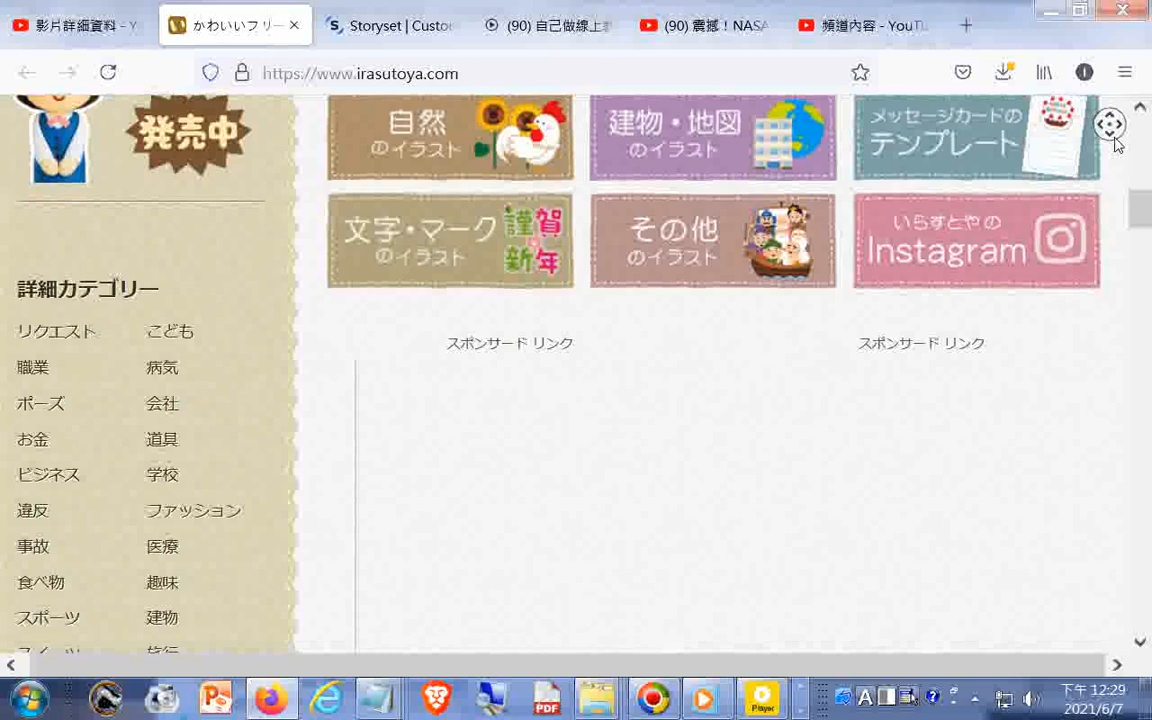 影片詳細資料 - Y
かわいいフリー
Storyset | Custo
(90) 自己做線上
(90) 震撼！NASA
頻道內容 - YouTu
https://www.irasutoya.com
発売中
自然
のイラスト
建物・地図
のイラスト
メッセージカードの
テンプレート
文字・マーク
のイラスト
謹賀
新年
その他
のイラスト
いらすとやの
Instagram
詳細カテゴリー
リクエスト こども
職業 病気
ポーズ 会社
お金 道具
ビジネス 学校
違反 ファッション
事故 医療
食べ物 趣味
スポーツ 建物
スポンサード リンク
スポンサード リンク
PDF
Player
A
下午 12:29
2021/6/7